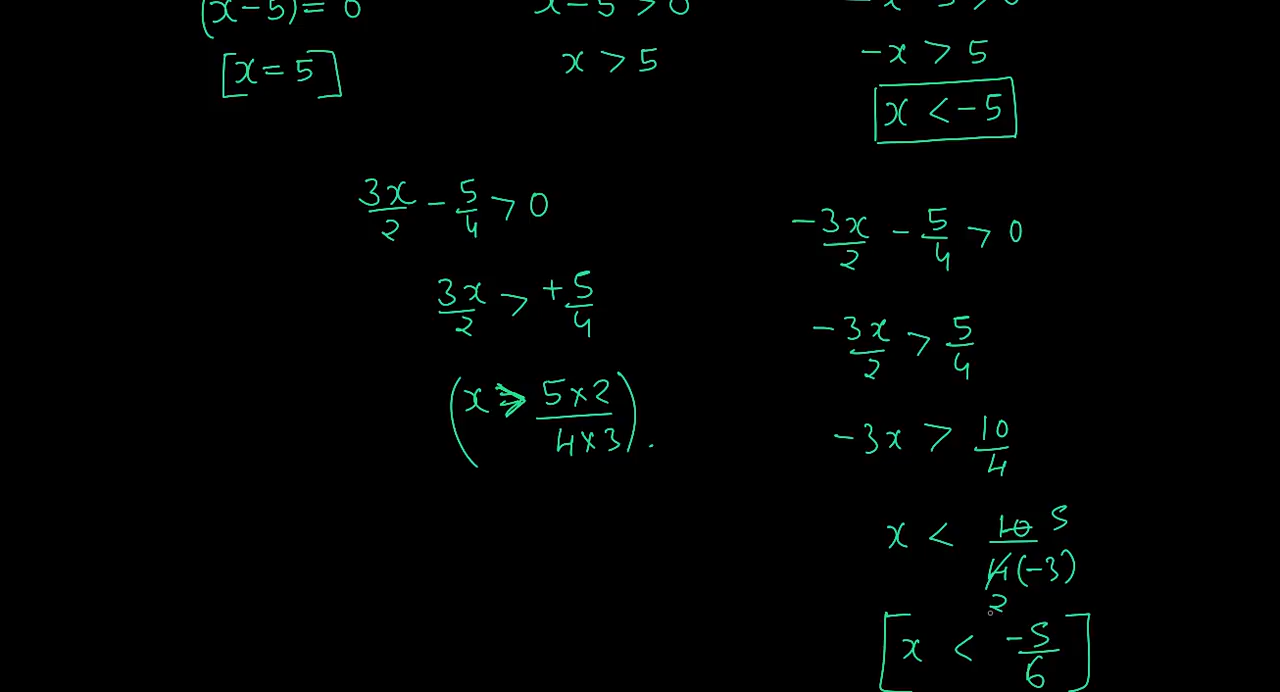 (x-5) = 0
x-5 > 0
[x = 5]
x > 5
-x > 5
x < -5
3x/2 - 5/4 > 0
3x/2 > +5/4
(x > 5×2/4×3).
-3x/2 - 5/4 > 0
-3x/2 > 5/4
-3x > 10/4
x < 10 5/4(-3)
2
[x < -5/6]